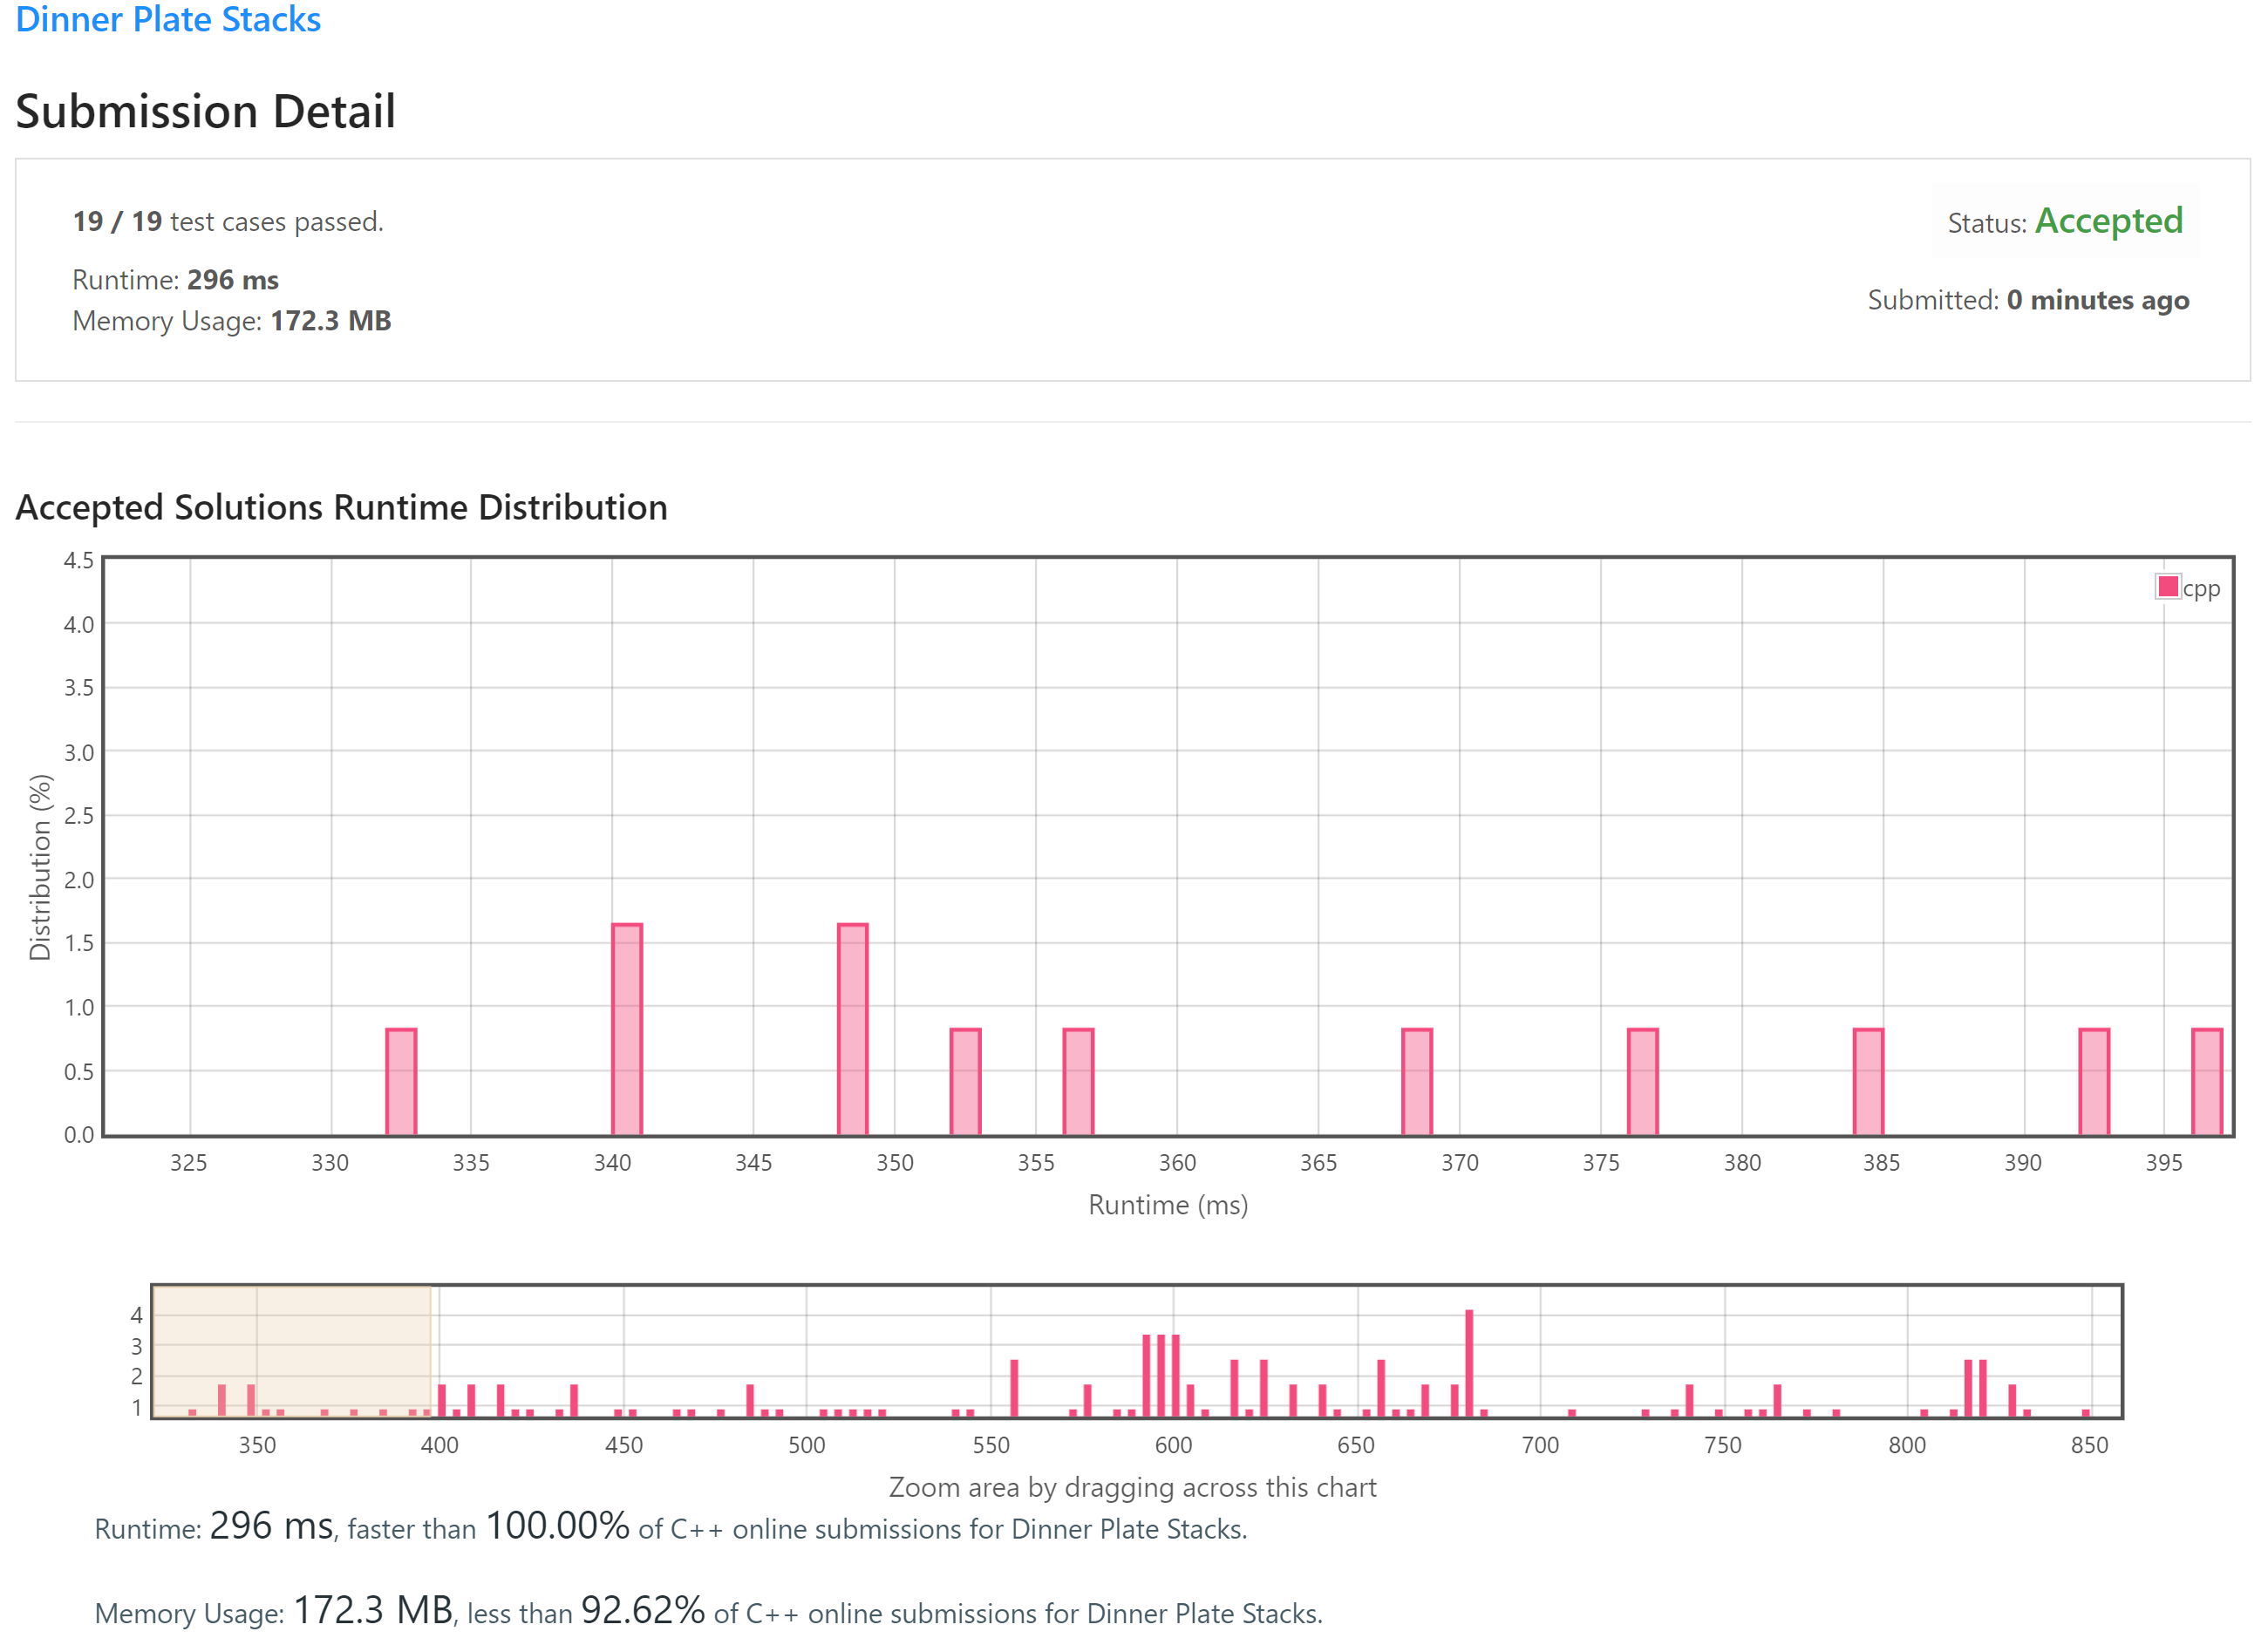 Dinner Plate Stacks
Submission Detail
19 / 19 test cases passed.
Status: Accepted
Runtime: 296 ms
Memory Usage: 172.3 MB
Submitted: 0 minutes ago
Accepted Solutions Runtime Distribution
4.5
4.0
3.5
3.0
2.5
2.0
1.5
1.0
0.5
0.0
Distribution (%)
cpp
325 330 335 340 345 350 355 360 365 370 375 380 385 390 395
Runtime (ms)
4
3
2
1
350 400 450 500 550 600 650 700 750 800 850
Zoom area by dragging across this chart
Runtime: 296 ms, faster than 100.00% of C++ online submissions for Dinner Plate Stacks.
Memory Usage: 172.3 MB, less than 92.62% of C++ online submissions for Dinner Plate Stacks.